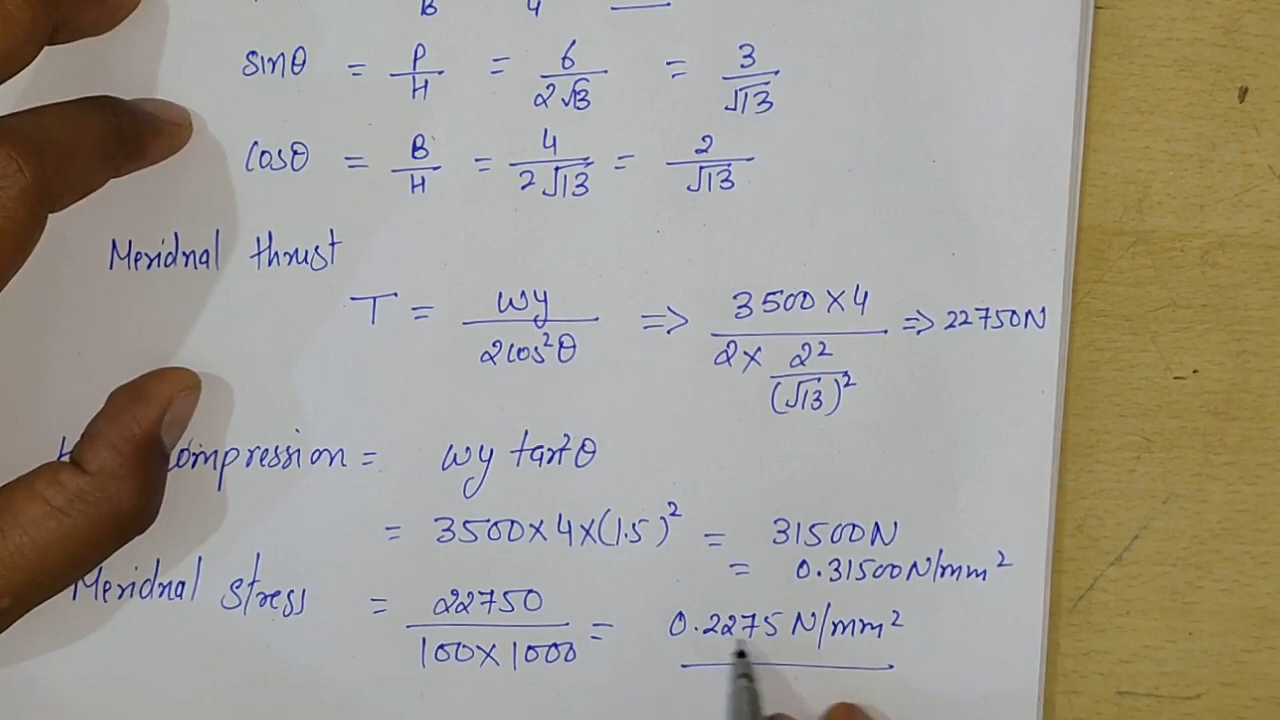 B 4
sinθ = P/H = 6/2√13 = 3/√13
cosθ = B/H = 4/2√13 = 2/√13
Meridnal thrust
T = wy/2cos²θ => 3500×4/2×2²/(√13)² => 22750N
compression = wy tan²θ
= 3500×4×(1.5)² = 31500N
= 0.31500N/mm²
Meridnal stress = 22750/100×1000 = 0.2275 N/mm²